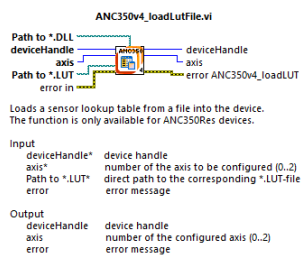 ANC350v4_loadLutFile.vi
Path to *.DLL
deviceHandle
deviceHandle
axis
axis
ANC350
4
Path to *.LUT
error ANC350v4_loadLUT
error in
Loads a sensor lookup table from a file into the device.
The function is only available for ANC350Res devices.
Input
deviceHandle* device handle
axis* number of the axis to be configured (0..2)
Path to *.LUT* direct path to the corresponding *.LUT-file
error error message
Output
deviceHandle device handle
axis number of the configured axis (0..2)
error error message